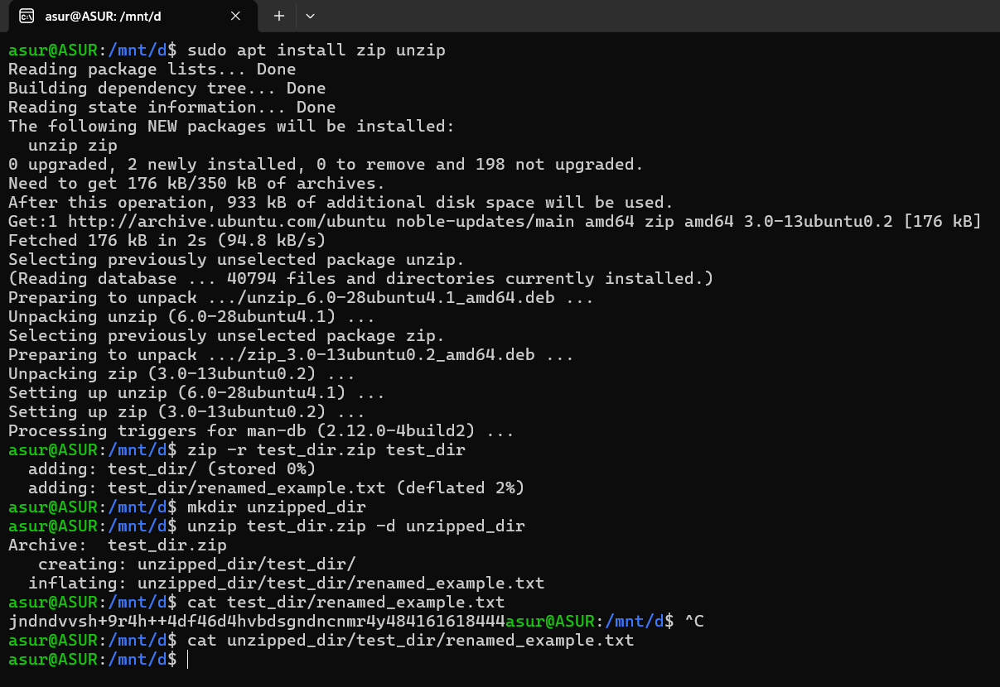 asur@ASUR: /mnt/d
asur@ASUR:/mnt/d$ sudo apt install zip unzip
Reading package lists... Done
Building dependency tree... Done
Reading state information... Done
The following NEW packages will be installed:
  unzip zip
0 upgraded, 2 newly installed, 0 to remove and 198 not upgraded.
Need to get 176 kB/350 kB of archives.
After this operation, 933 kB of additional disk space will be used.
Get:1 http://archive.ubuntu.com/ubuntu noble-updates/main amd64 zip amd64 3.0-13ubuntu0.2 [176 kB]
Fetched 176 kB in 2s (94.8 kB/s)
Selecting previously unselected package unzip.
(Reading database ... 40794 files and directories currently installed.)
Preparing to unpack .../unzip_6.0-28ubuntu4.1_amd64.deb ...
Unpacking unzip (6.0-28ubuntu4.1) ...
Selecting previously unselected package zip.
Preparing to unpack .../zip_3.0-13ubuntu0.2_amd64.deb ...
Unpacking zip (3.0-13ubuntu0.2) ...
Setting up unzip (6.0-28ubuntu4.1) ...
Setting up zip (3.0-13ubuntu0.2) ...
Processing triggers for man-db (2.12.0-4build2) ...
asur@ASUR:/mnt/d$ zip -r test_dir.zip test_dir
  adding: test_dir/ (stored 0%)
  adding: test_dir/renamed_example.txt (deflated 2%)
asur@ASUR:/mnt/d$ mkdir unzipped_dir
asur@ASUR:/mnt/d$ unzip test_dir.zip -d unzipped_dir
Archive:  test_dir.zip
   creating: unzipped_dir/test_dir/
  inflating: unzipped_dir/test_dir/renamed_example.txt
asur@ASUR:/mnt/d$ cat test_dir/renamed_example.txt
jndndvvsh+9r4h++4df46d4hvbdsgndncnmr4y484161618444asur@ASUR:/mnt/d$ ^C
asur@ASUR:/mnt/d$ cat unzipped_dir/test_dir/renamed_example.txt
asur@ASUR:/mnt/d$